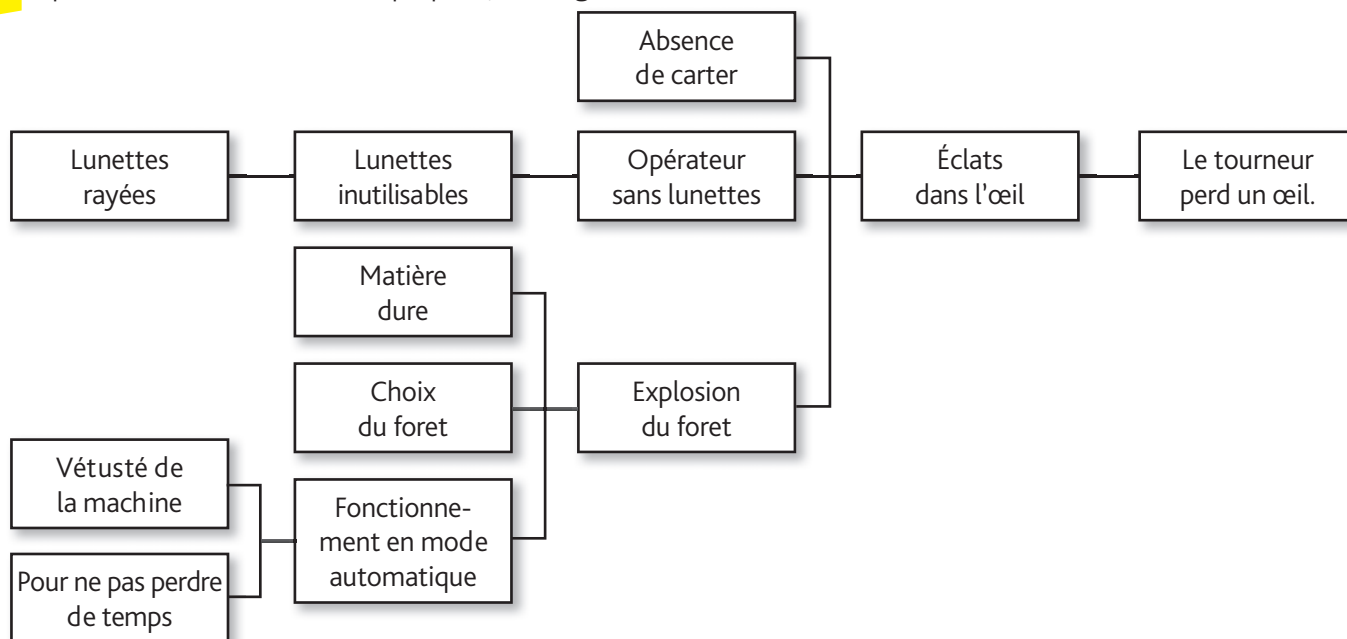 Absence
de carter
Lunettes
rayées
Lunettes
inutilisables
Opérateur
sans lunettes
Éclats
dans l'œil
Le tourneur
perd un œil.
Matière
dure
Choix
du foret
Explosion
du foret
Vétusté de
la machine
Fonctionne-
ment en mode
automatique
Pour ne pas perdre
de temps